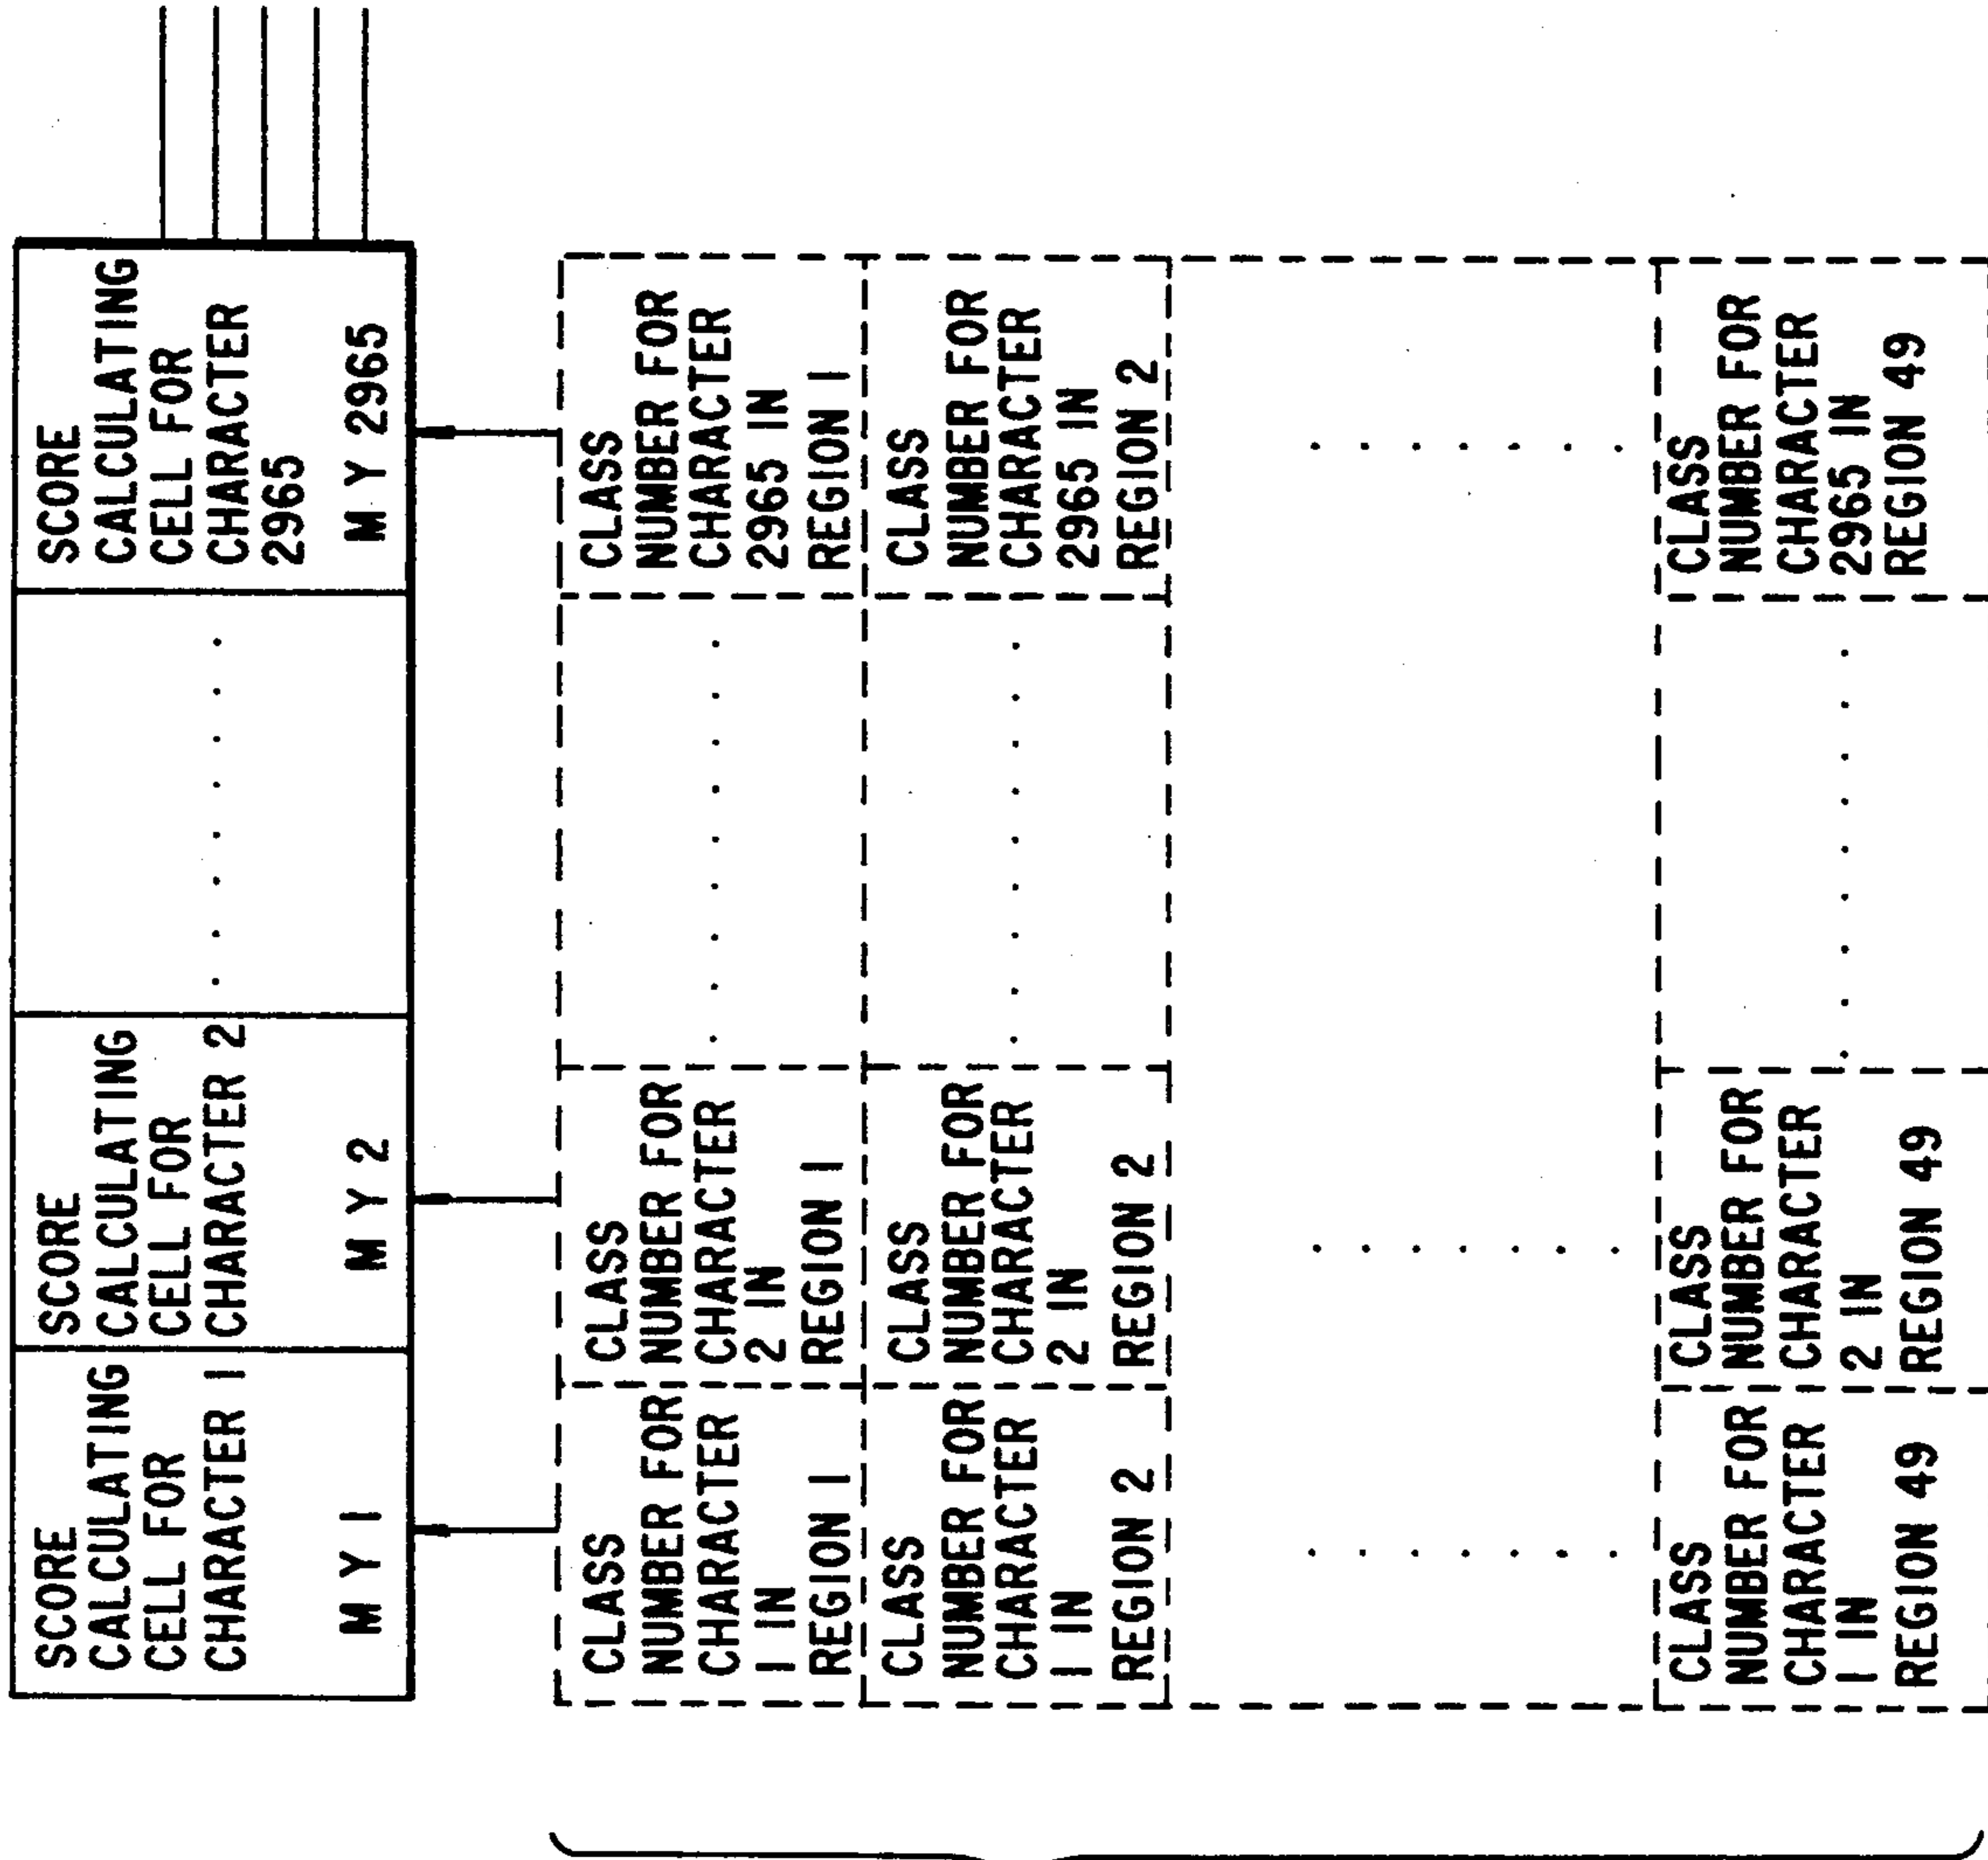 SCORE
CALCULATING
CELL FOR
CHARACTER 1
M Y 1
SCORE
CALCULATING
CELL FOR
CHARACTER 2
M Y 2
SCORE
CALCULATING
CELL FOR
CHARACTER
2965
M Y 2965
CLASS
NUMBER FOR
CHARACTER
1 IN
REGION 1
CLASS
NUMBER FOR
CHARACTER
2 IN
REGION 1
CLASS
NUMBER FOR
CHARACTER
2965 IN
REGION 1
CLASS
NUMBER FOR
CHARACTER
1 IN
REGION 2
CLASS
NUMBER FOR
CHARACTER
2 IN
REGION 2
CLASS
NUMBER FOR
CHARACTER
2965 IN
REGION 2
CLASS
NUMBER FOR
CHARACTER
1 IN
REGION 49
CLASS
NUMBER FOR
CHARACTER
2 IN
REGION 49
CLASS
NUMBER FOR
CHARACTER
2965 IN
REGION 49